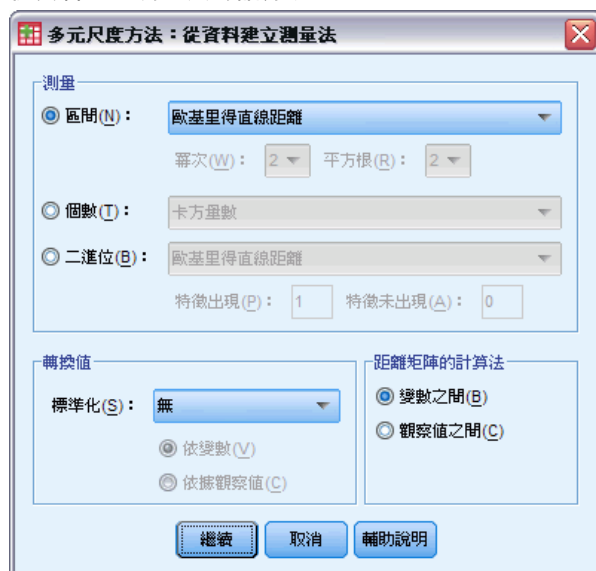 多元尺度方法：從資料建立測量法
測量
區間(N)： 歐基里得直線距離
冪次(W)： 2 平方根(R)： 2
個數(T)： 卡方量數
二進位(B)： 歐基里得直線距離
特徵出現(P)： 1 特徵未出現(A)： 0
轉換值
標準化(S)： 無
依變數(V)
依據觀察值(C)
距離矩陣的計算法
變數之間(B)
觀察值之間(C)
繼續 取消 輔助說明